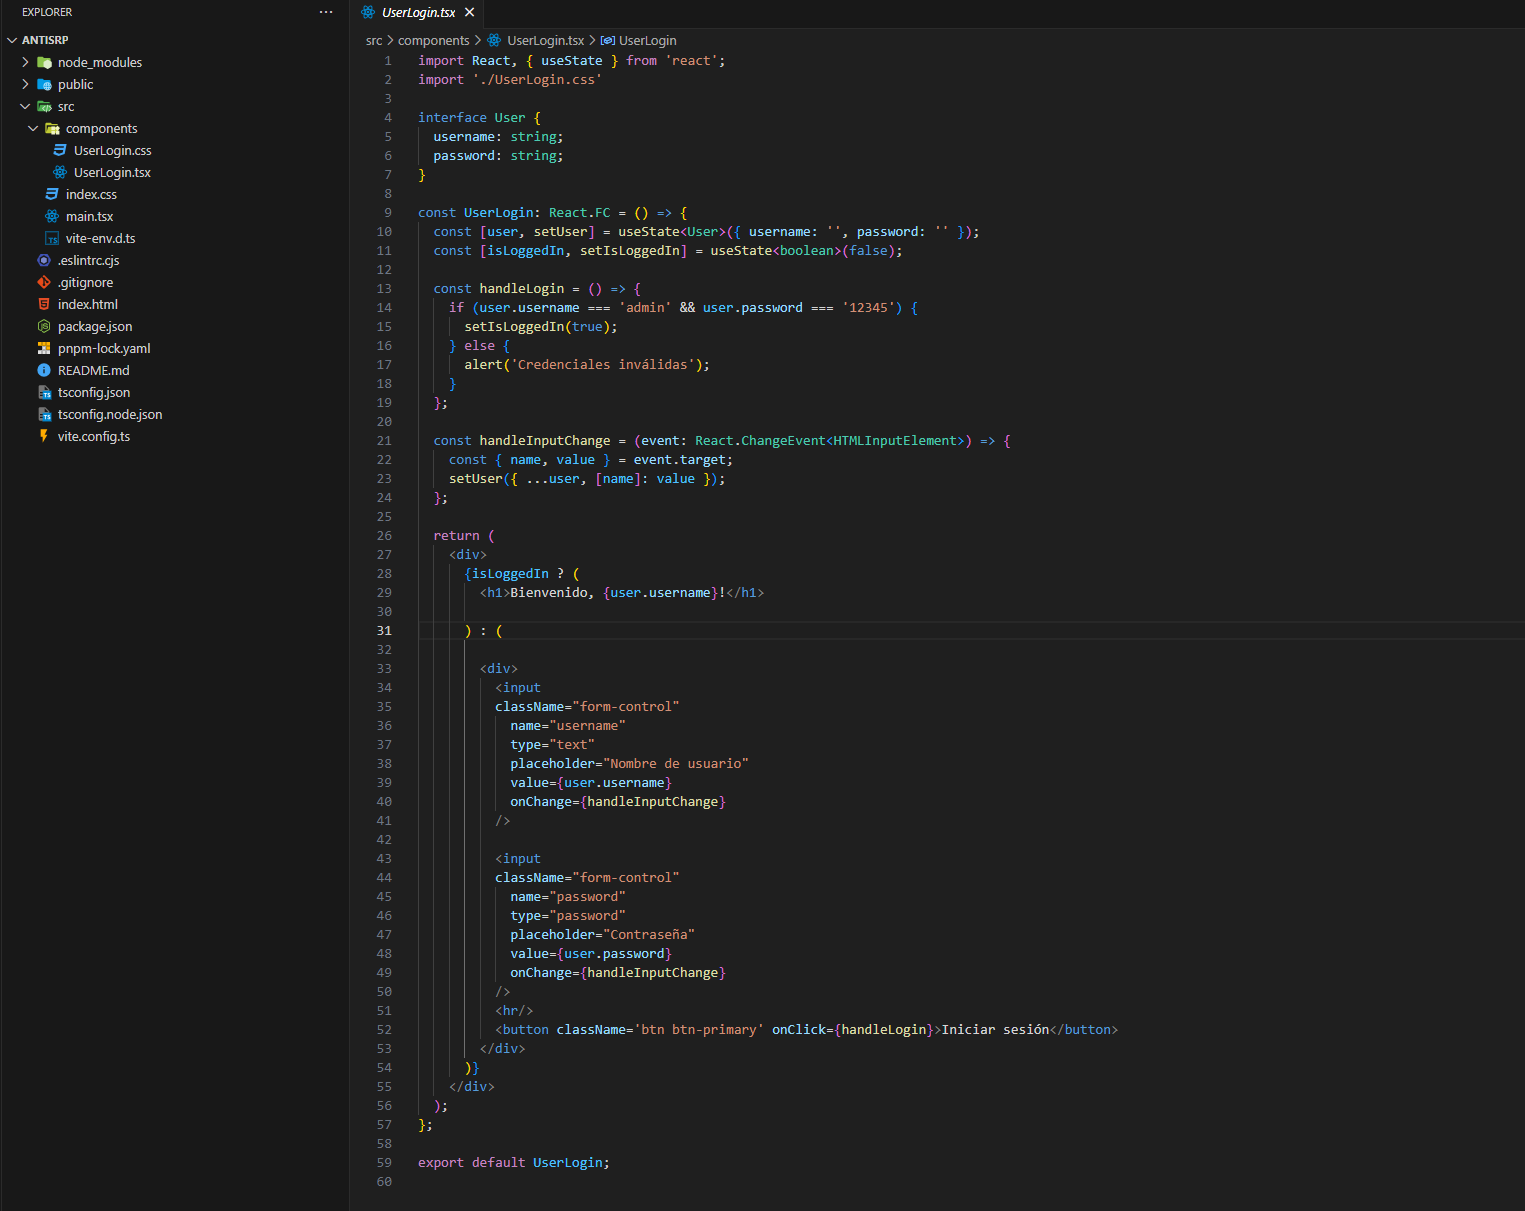 EXPLORER ···
ANTISRP
node_modules
public
src
components
UserLogin.css
UserLogin.tsx
index.css
main.tsx
vite-env.d.ts
.eslintrc.cjs
.gitignore
index.html
package.json
pnpm-lock.yaml
README.md
tsconfig.json
tsconfig.node.json
vite.config.ts
UserLogin.tsx ×
src > components > UserLogin.tsx > UserLogin
1 import React, { useState } from 'react';
2 import './UserLogin.css'
3
4 interface User {
5   username: string;
6   password: string;
7 }
8
9 const UserLogin: React.FC = () => {
10   const [user, setUser] = useState<User>({ username: '', password: '' });
11   const [isLoggedIn, setIsLoggedIn] = useState<boolean>(false);
12
13   const handleLogin = () => {
14     if (user.username === 'admin' && user.password === '12345') {
15       setIsLoggedIn(true);
16     } else {
17       alert('Credenciales inválidas');
18     }
19   };
20
21   const handleInputChange = (event: React.ChangeEvent<HTMLInputElement>) => {
22     const { name, value } = event.target;
23     setUser({ ...user, [name]: value });
24   };
25
26   return (
27     <div>
28       {isLoggedIn ? (
29         <h1>Bienvenido, {user.username}!</h1>
30
31       ) : (
32
33         <div>
34           <input
35           className="form-control"
36             name="username"
37             type="text"
38             placeholder="Nombre de usuario"
39             value={user.username}
40             onChange={handleInputChange}
41           />
42
43           <input
44           className="form-control"
45             name="password"
46             type="password"
47             placeholder="Contraseña"
48             value={user.password}
49             onChange={handleInputChange}
50           />
51           <hr/>
52           <button className='btn btn-primary' onClick={handleLogin}>Iniciar sesión</button>
53         </div>
54       )}
55     </div>
56   );
57 };
58
59 export default UserLogin;
60